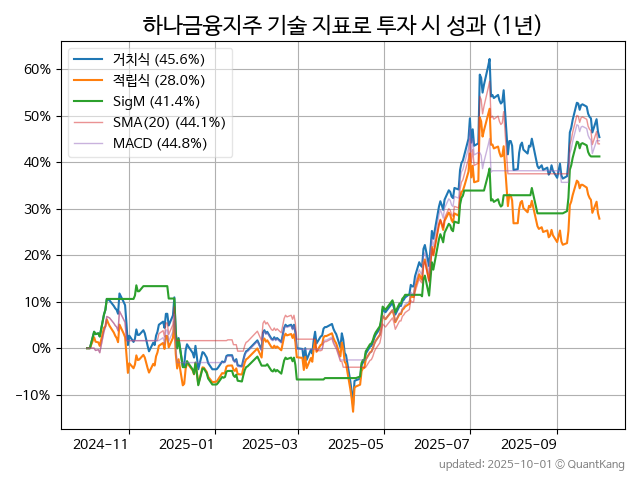 하나금융지주 기술 지표로 투자 시 성과 (1년)
거치식 (45.6%)
적립식 (28.0%)
SigM (41.4%)
SMA(20) (44.1%)
MACD (44.8%)
60%
50%
40%
30%
20%
10%
0%
−10%
2024−11
2025−01
2025−03
2025−05
2025−07
2025−09
updated: 2025-10-01 © QuantKang